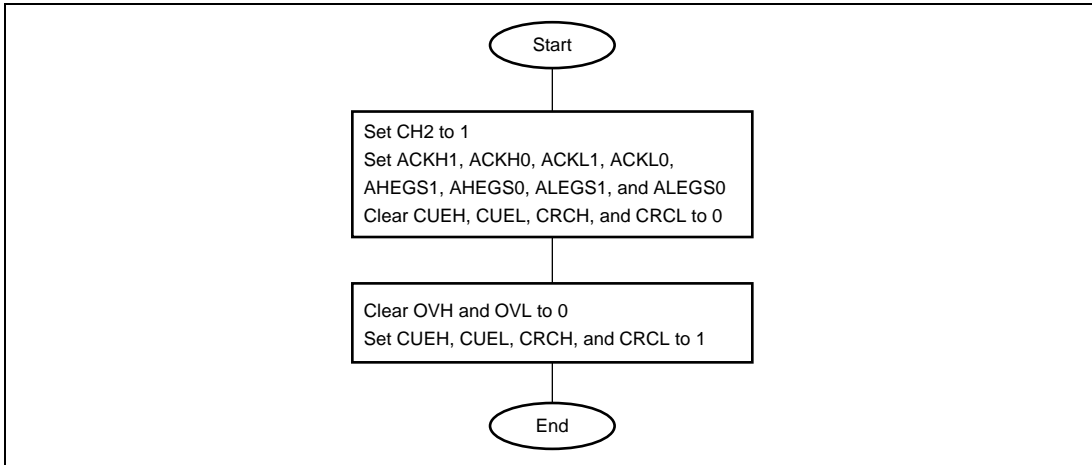 Start
Set CH2 to 1
Set ACKH1, ACKH0, ACKL1, ACKL0,
AHEGS1, AHEGS0, ALEGS1, and ALEGS0
Clear CUEH, CUEL, CRCH, and CRCL to 0
Clear OVH and OVL to 0
Set CUEH, CUEL, CRCH, and CRCL to 1
End